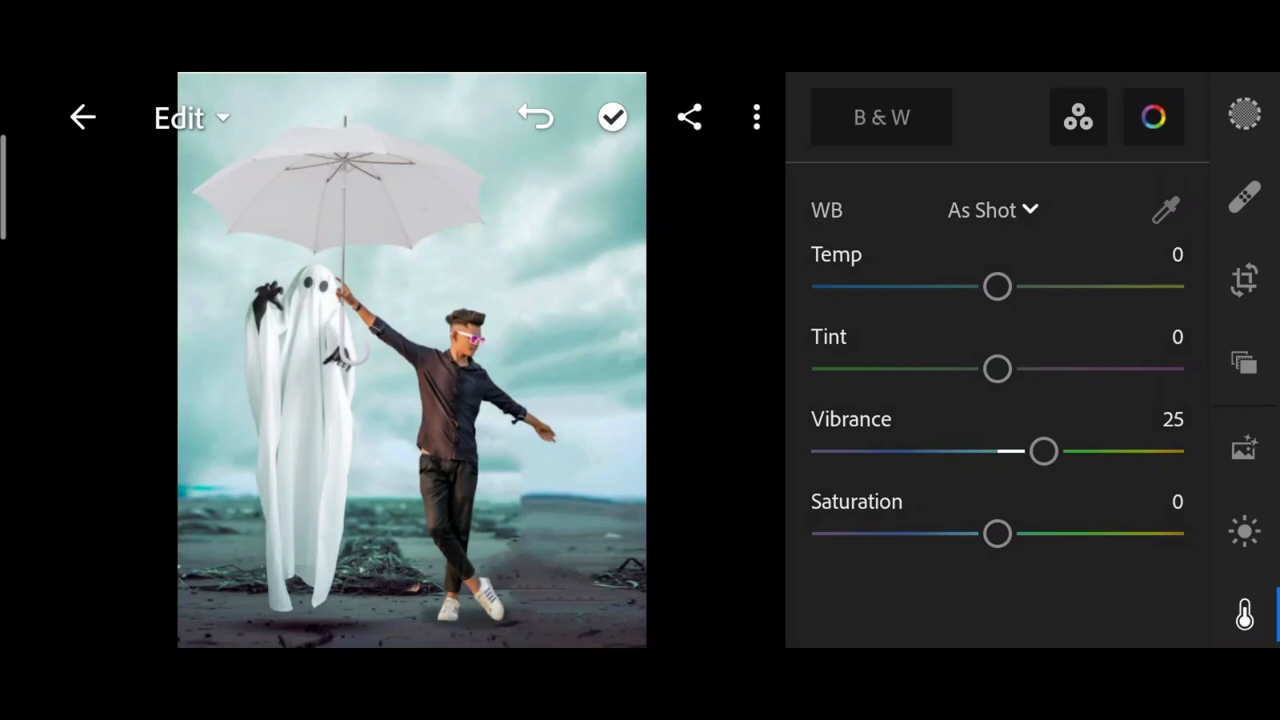 Edit
B & W
WB As Shot
Temp 0
Tint 0
Vibrance 25
Saturation 0